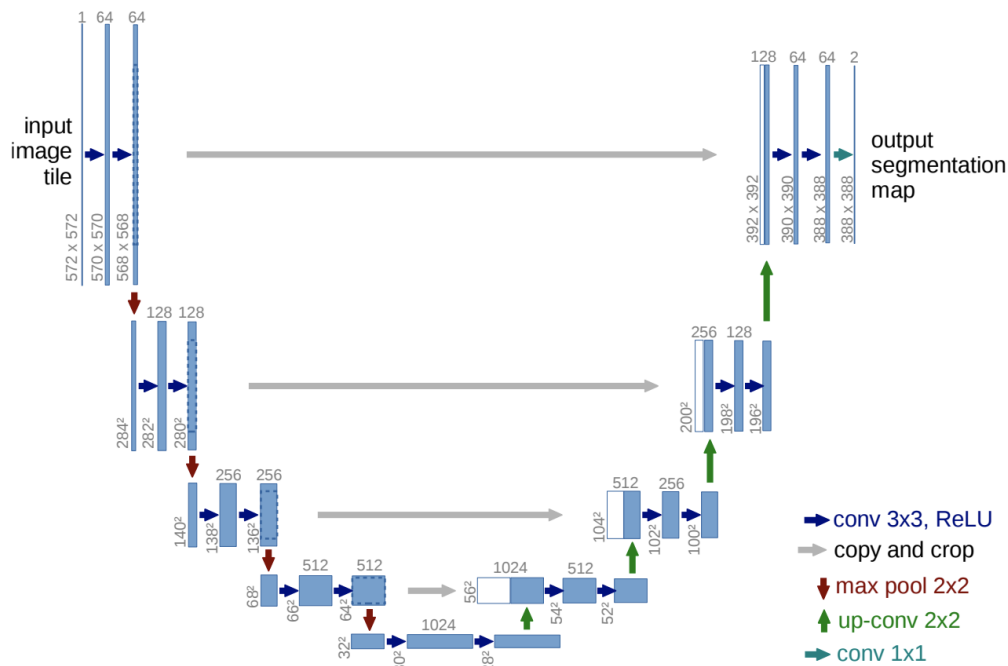 1 64 64
128 64 64 2
input
image
tile
output
segmentation
map
572 x 572
570 x 570
568 x 568
392 x 392
390 x 390
388 x 388
388 x 388
128 128
256 128
284²
282²
280²
200²
198²
196²
256 256
512 256
140²
138²
136²
104²
102²
100²
512 512
1024 512
68²
66²
64²
56²
54²
52²
1024
32²
conv 3x3, ReLU
copy and crop
max pool 2x2
up-conv 2x2
conv 1x1